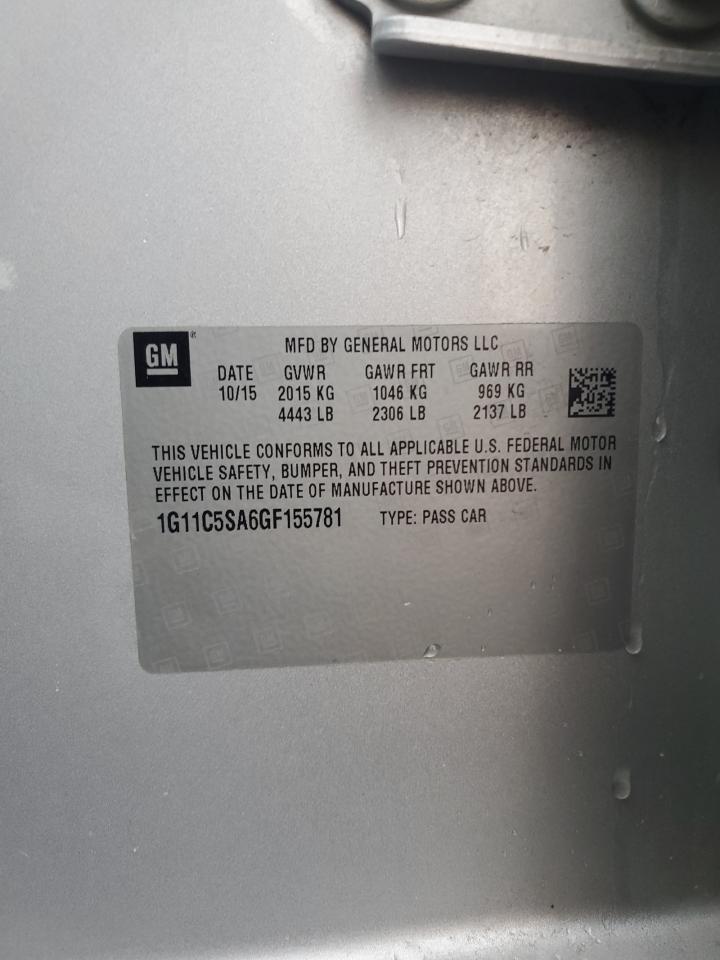 GM
MFD BY GENERAL MOTORS LLC
DATE GVWR GAWR FRT GAWR RR
10/15 2015 KG 1046 KG 969 KG
4443 LB 2306 LB 2137 LB
THIS VEHICLE CONFORMS TO ALL APPLICABLE U.S. FEDERAL MOTOR
VEHICLE SAFETY, BUMPER, AND THEFT PREVENTION STANDARDS IN
EFFECT ON THE DATE OF MANUFACTURE SHOWN ABOVE.
1G11C5SA6GF155781 TYPE: PASS CAR